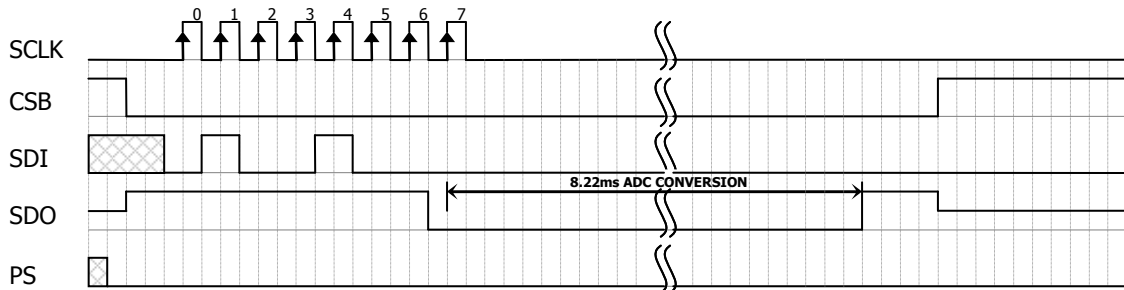 0 1 2 3 4 5 6 7
SCLK
CSB
SDI
8.22ms ADC CONVERSION
SDO
PS